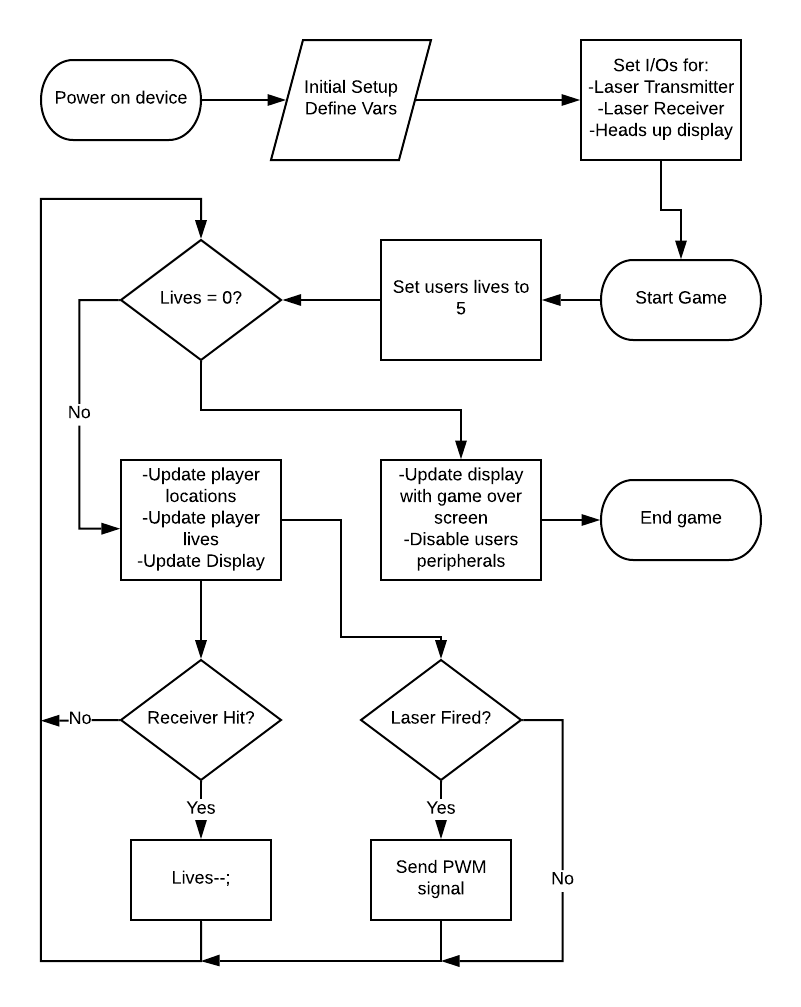 Power on device
Initial Setup
Define Vars
Set I/Os for:
-Laser Transmitter
-Laser Receiver
-Heads up display
Lives = 0?
Set users lives to
5
Start Game
No
-Update player
locations
-Update player
lives
-Update Display
-Update display
with game over
screen
-Disable users
peripherals
End game
No
Receiver Hit?
Laser Fired?
Yes
Yes
Lives--;
Send PWM
signal
No